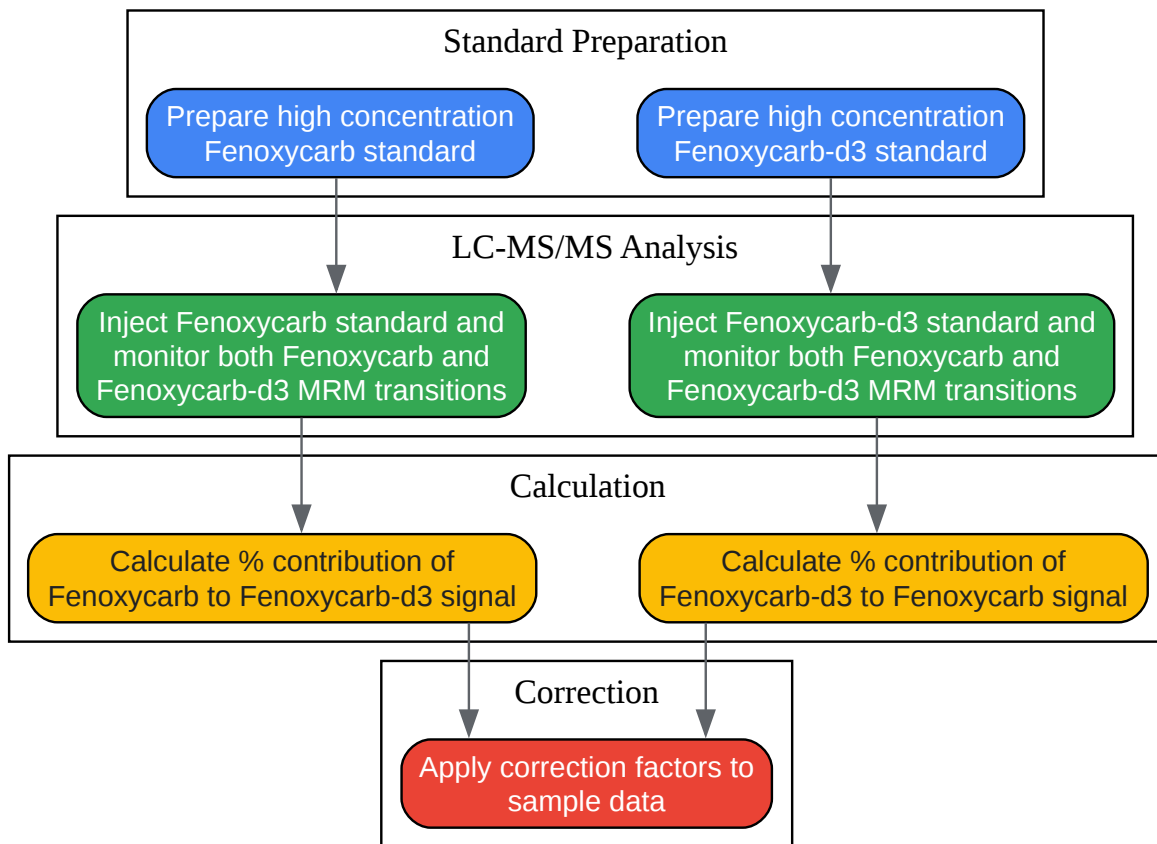 Standard Preparation
Prepare high concentration
Fenoxycarb standard
Prepare high concentration
Fenoxycarb-d3 standard
LC-MS/MS Analysis
Inject Fenoxycarb standard and
monitor both Fenoxycarb and
Fenoxycarb-d3 MRM transitions
Inject Fenoxycarb-d3 standard and
monitor both Fenoxycarb and
Fenoxycarb-d3 MRM transitions
Calculation
Calculate % contribution of
Fenoxycarb to Fenoxycarb-d3 signal
Calculate % contribution of
Fenoxycarb-d3 to Fenoxycarb signal
Correction
Apply correction factors to
sample data